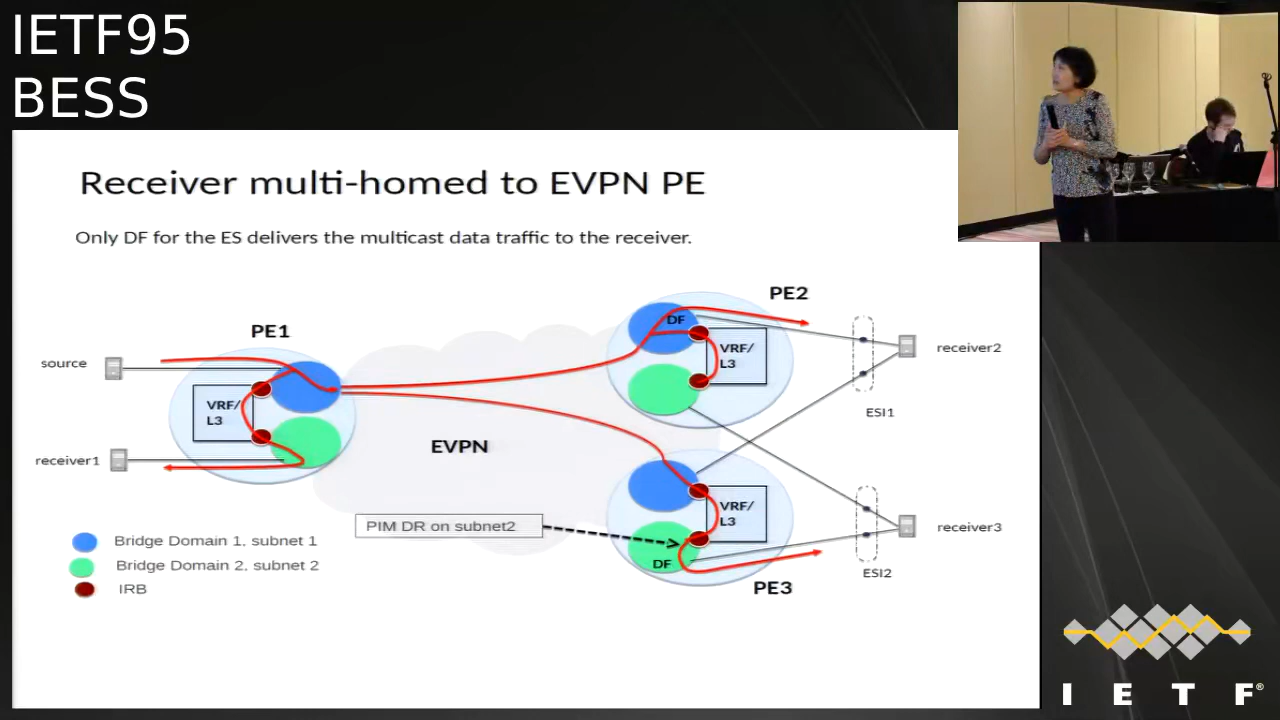 IETF95
BESS
Receiver multi-homed to EVPN PE
Only DF for the ES delivers the multicast data traffic to the receiver.
PE2
PE1
DF
source
VRF/
L3
receiver2
VRF/
L3
ESI1
EVPN
receiver1
VRF/
L3
PIM DR on subnet2
receiver3
Bridge Domain 1, subnet 1
Bridge Domain 2, subnet 2
DF
ESI2
IRB
PE3
I E T F®